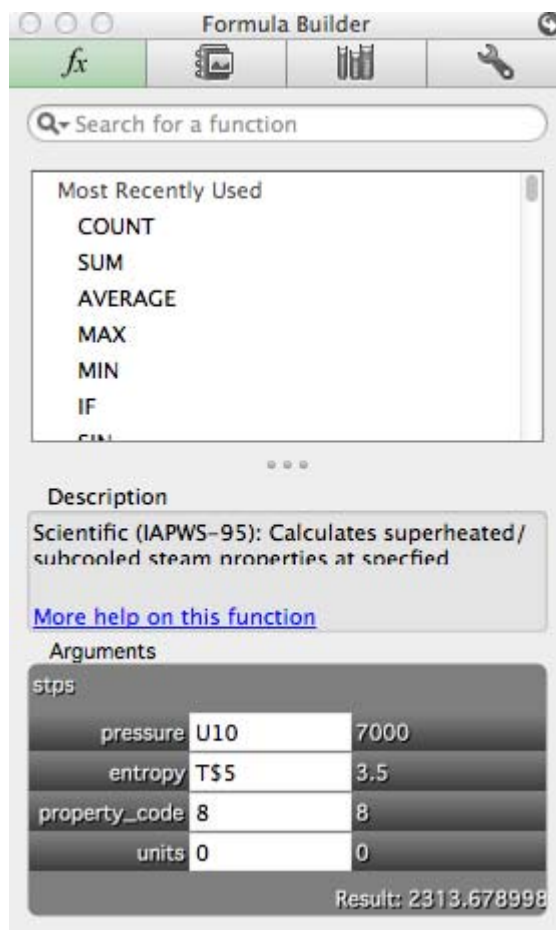 Formula Builder
fx
Search for a function
Most Recently Used
COUNT
SUM
AVERAGE
MAX
MIN
IF
SIN
Description
Scientific (IAPWS-95): Calculates superheated/
subcooled steam properties at specfied
More help on this function
Arguments
stps
pressure U10 7000
entropy T$5 3.5
property_code 8 8
units 0 0
Result: 2313.678998